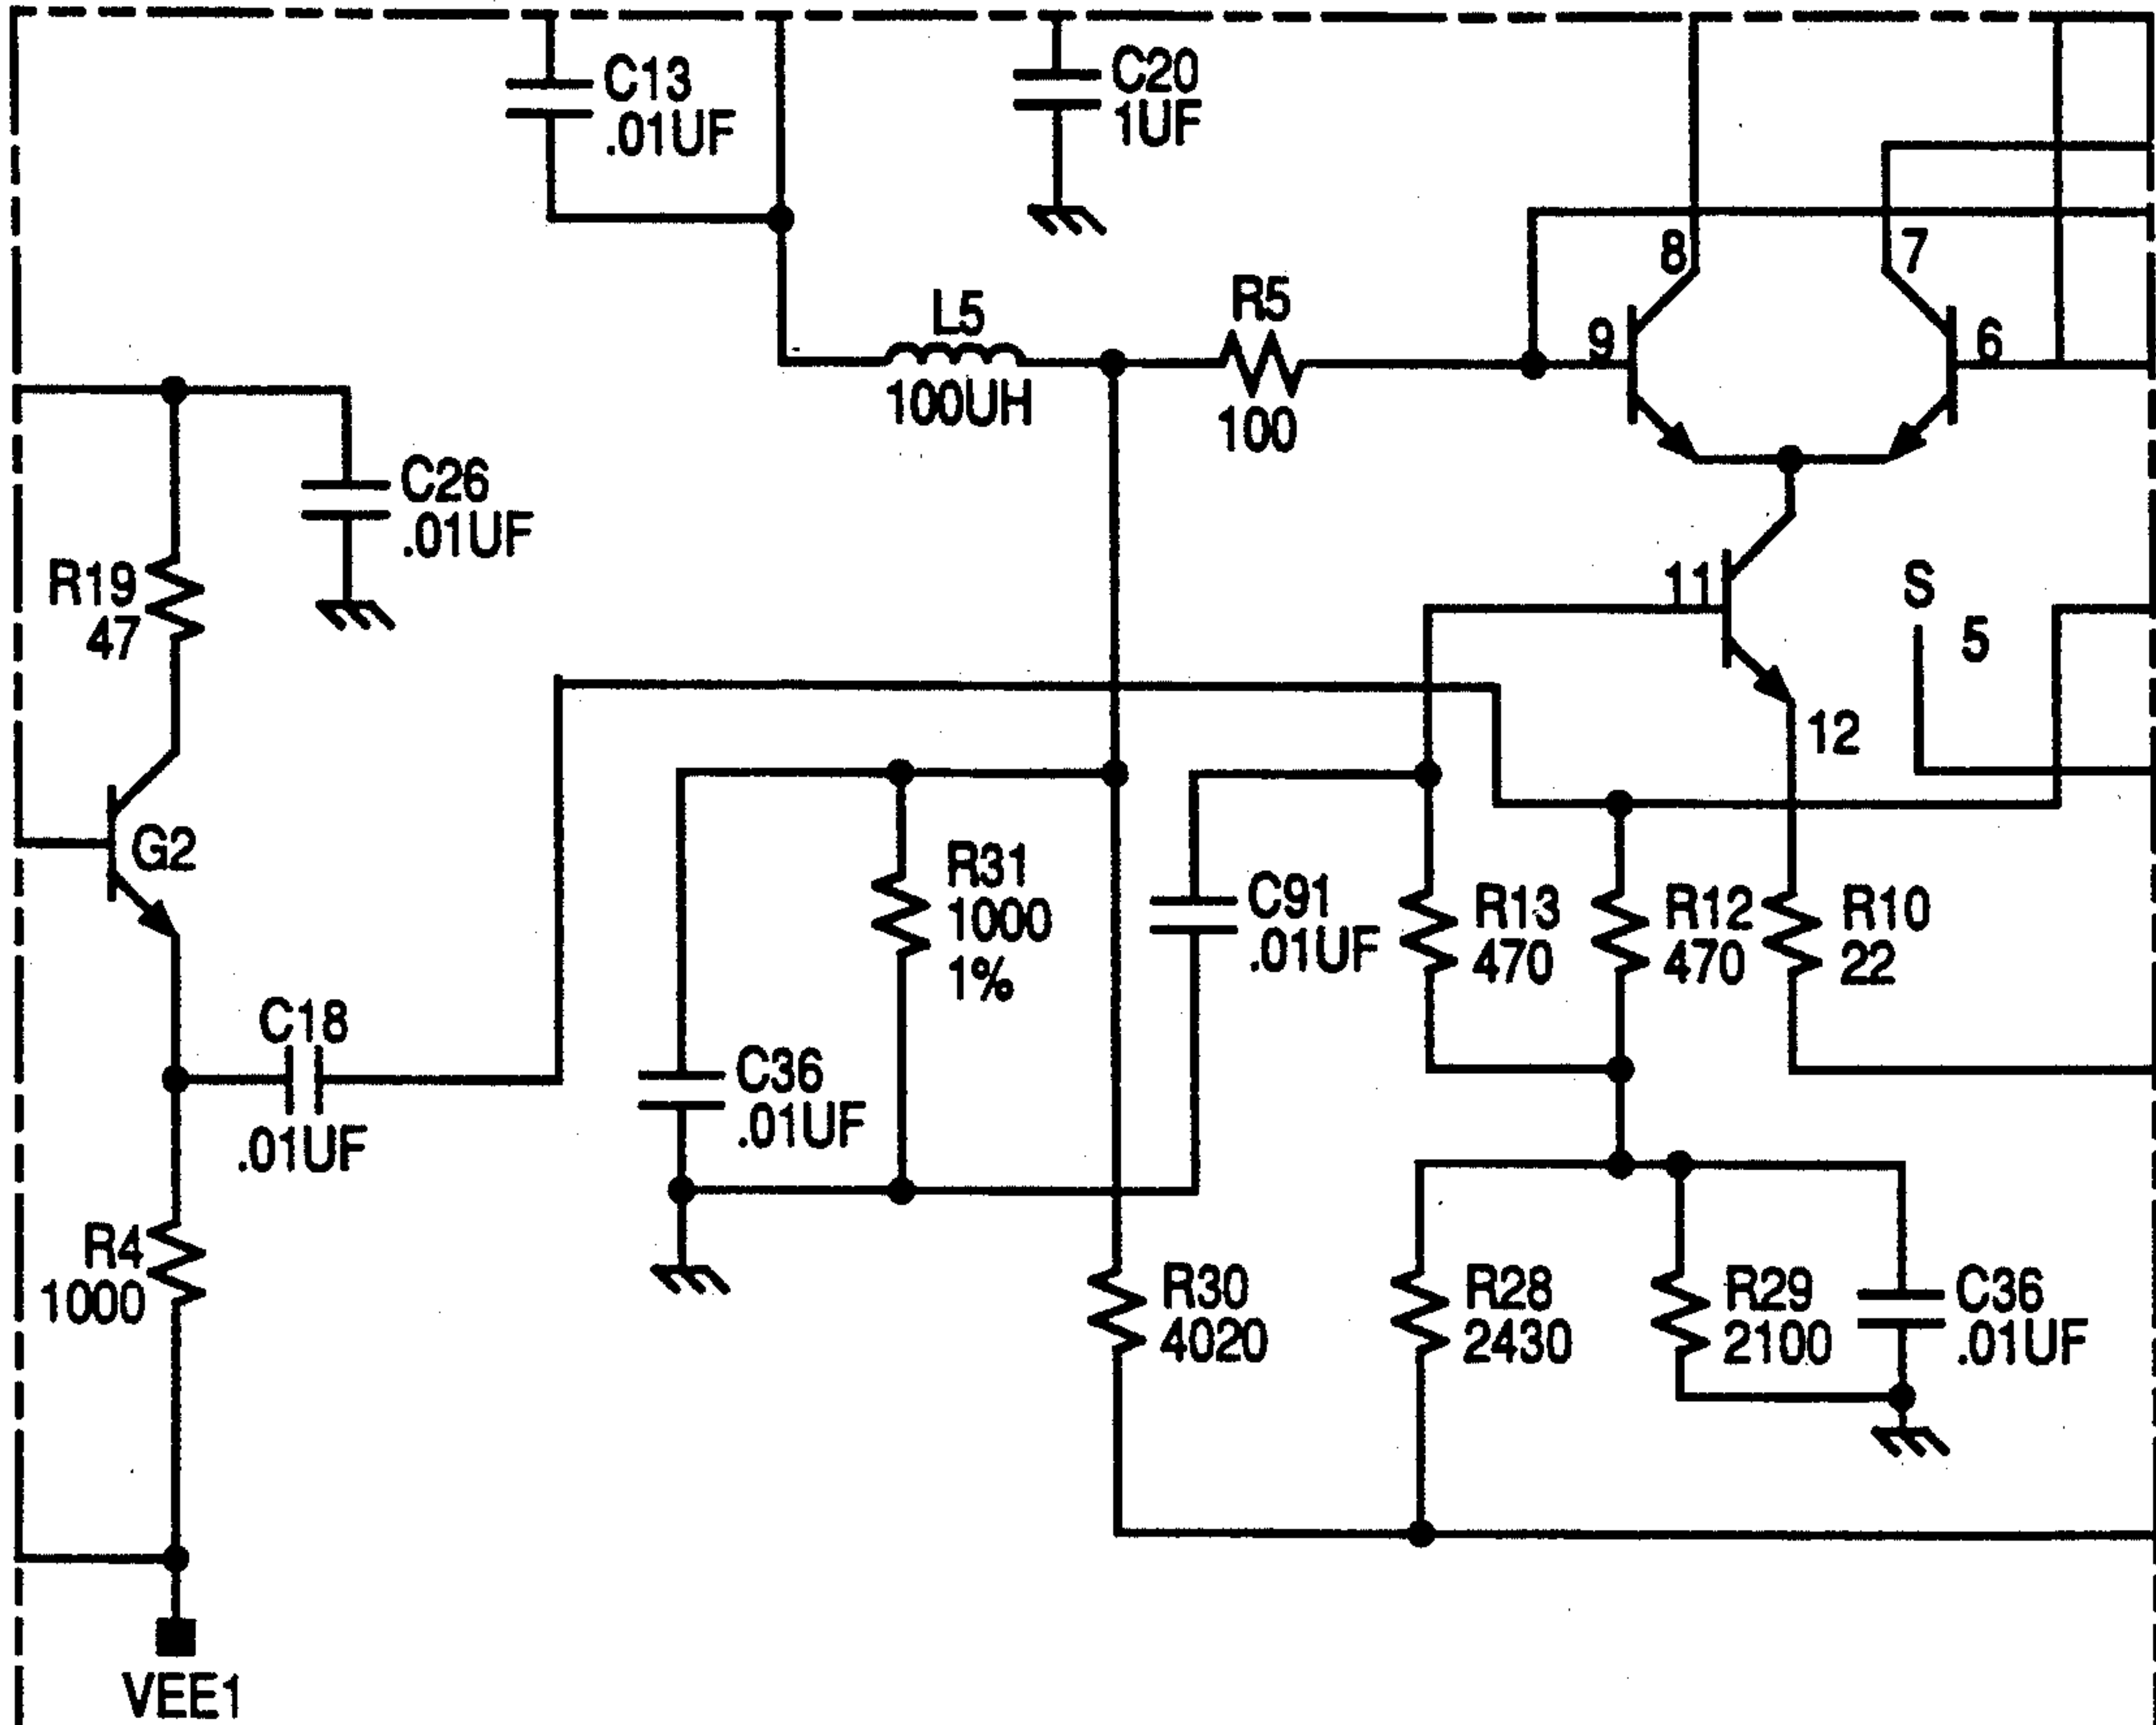 C13
.01UF
C20
1UF
8
7
L5
100UH
R5
100
9
6
C26
.01UF
R19
47
11
S
5
12
G2
R31
1000
1%
C91
.01UF
R13
470
R12
470
R10
22
C18
.01UF
C36
.01UF
R4
1000
R30
4020
R28
2430
R29
2100
C36
.01UF
VEE1